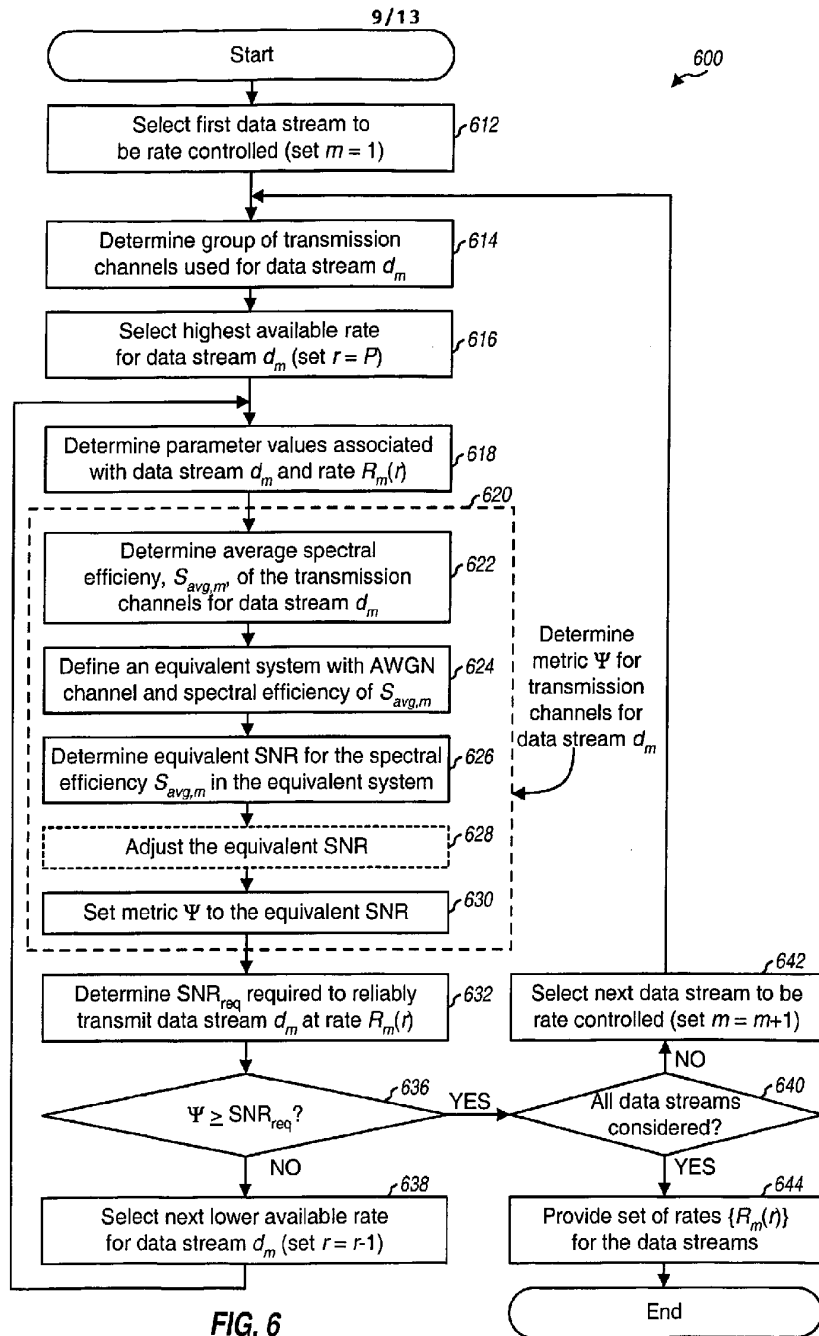 9/13
Start
600
Select first data stream to
be rate controlled (set m = 1)
612
Determine group of transmission
channels used for data stream dm
614
Select highest available rate
for data stream dm (set r = P)
616
Determine parameter values associated
with data stream dm and rate Rm(r)
618
620
Determine average spectral
efficieny, Savg,m, of the transmission
channels for data stream dm
622
Define an equivalent system with AWGN
channel and spectral efficiency of Savg,m
624
Determine equivalent SNR for the spectral
efficiency Savg,m in the equivalent system
626
Adjust the equivalent SNR
628
Set metric Ψ to the equivalent SNR
630
Determine
metric Ψ for
transmission
channels for
data stream dm
Determine SNRreq required to reliably
transmit data stream dm at rate Rm(r)
632
Select next data stream to be
rate controlled (set m = m+1)
642
NO
Ψ ≥ SNRreq?
636
YES
All data streams
considered?
640
NO
YES
Select next lower available rate
for data stream dm (set r = r-1)
638
Provide set of rates {Rm(r)}
for the data streams
644
End
FIG. 6